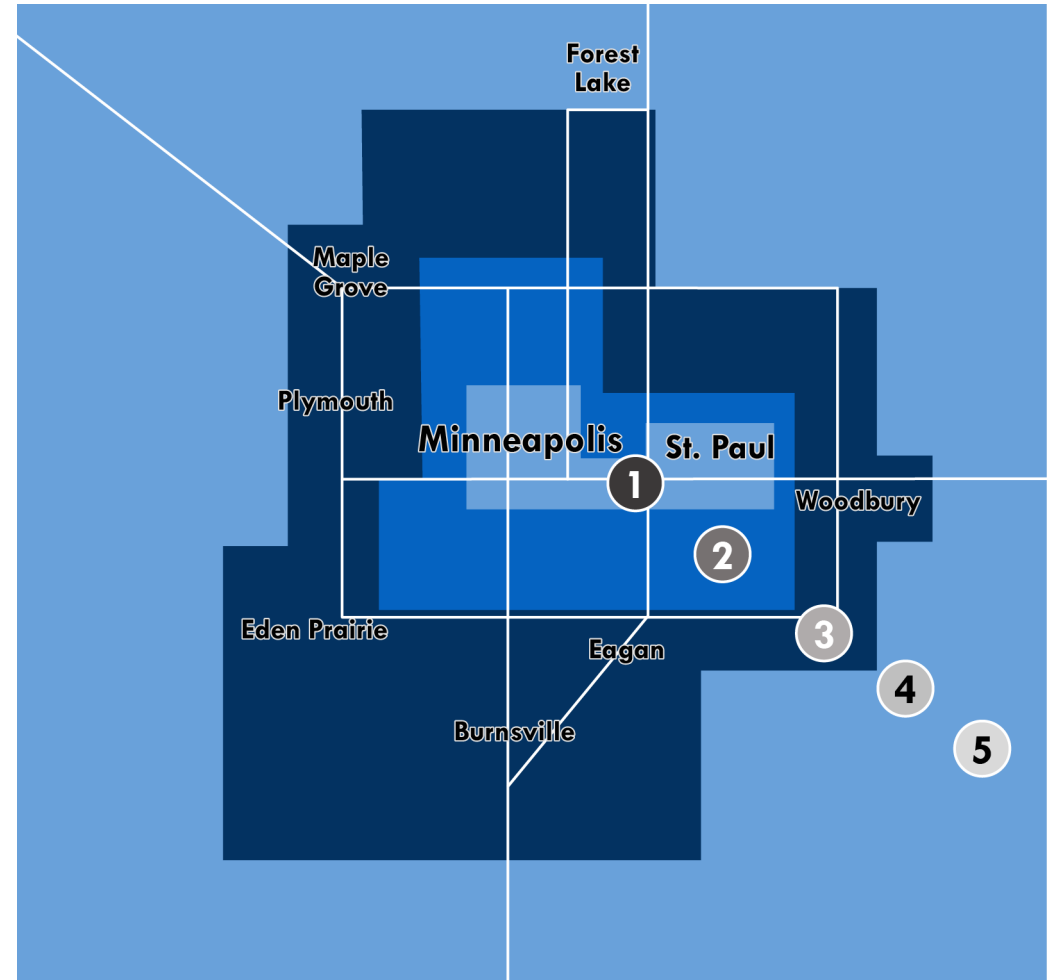 Forest
Lake
Maple
Grove
Plymouth
Minneapolis
St. Paul
1
Woodbury
2
Eden Prairie
3
Eagan
4
Burnsville
5